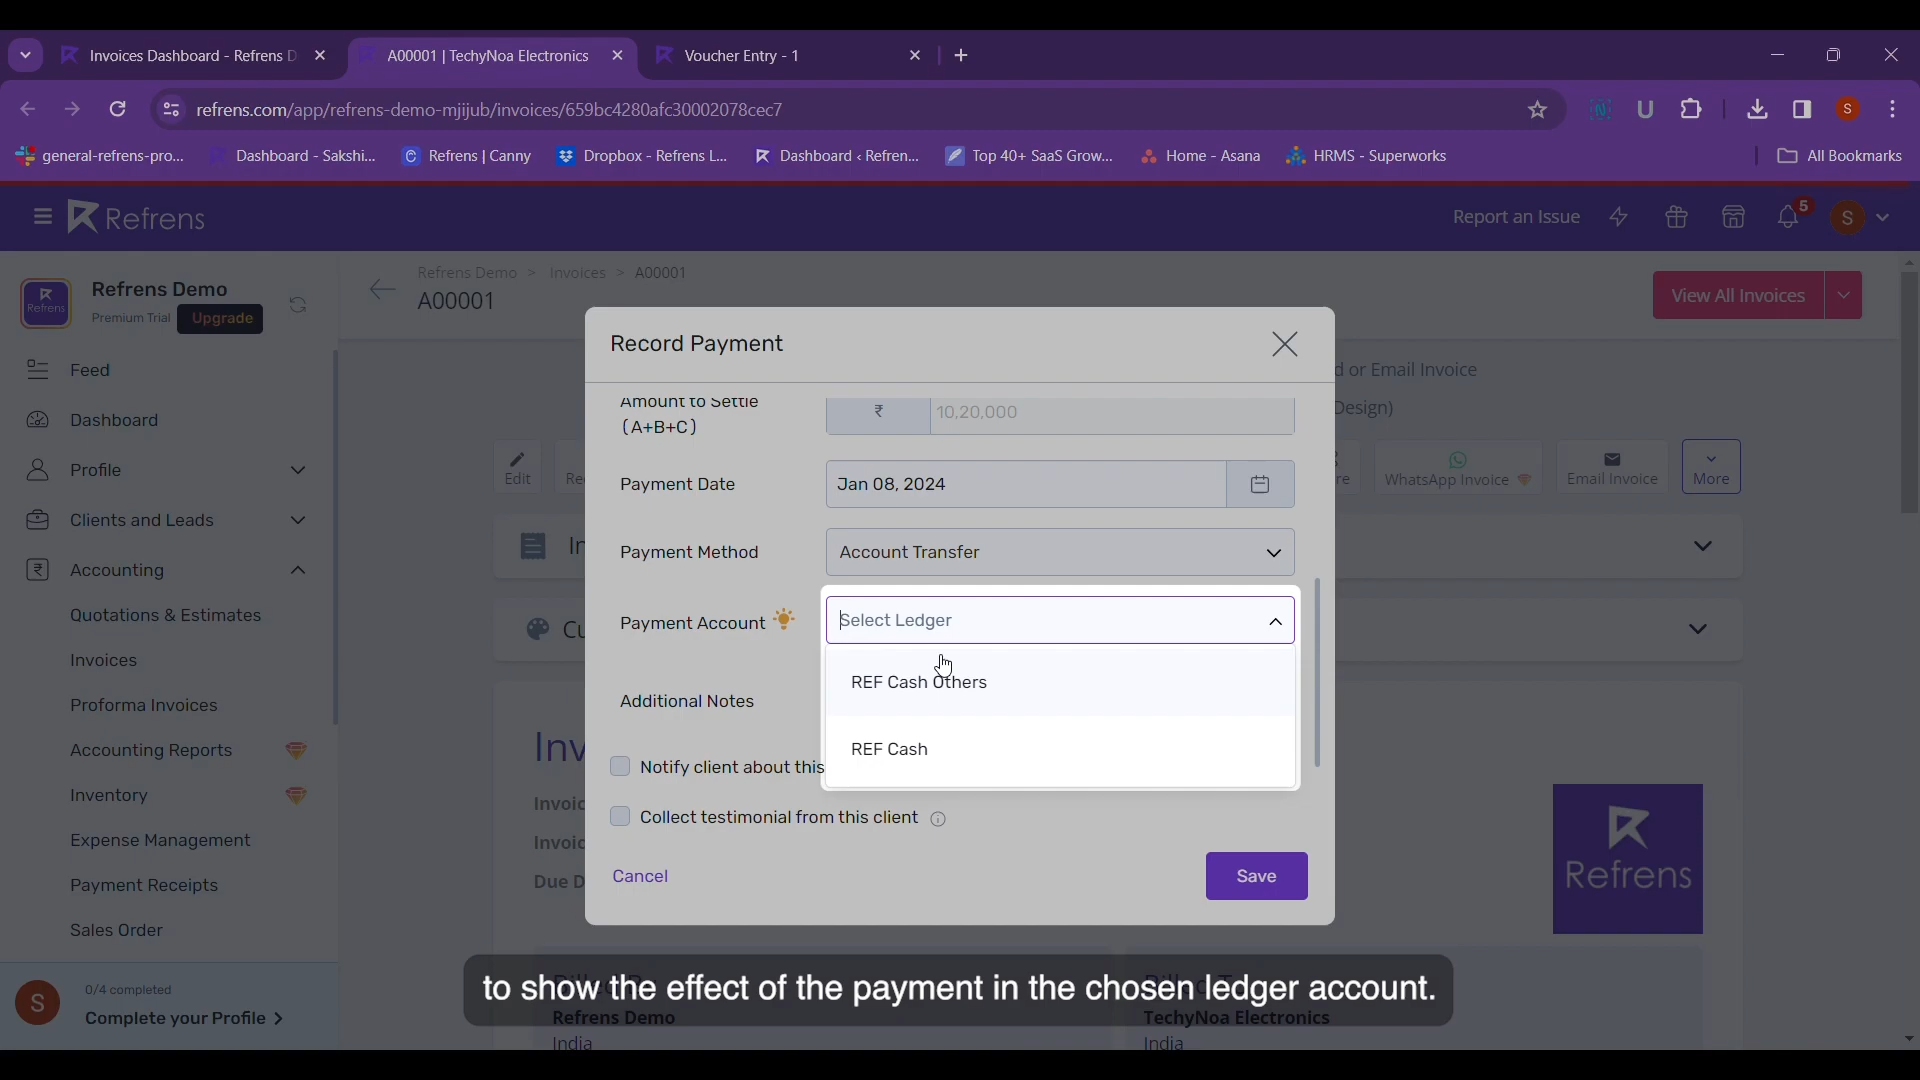 Invoices Dashboard - Refrens D
A00001 | TechyNoa Electronics
Voucher Entry - 1
refrens.com/app/refrens-demo-mjijub/invoices/659bc4280afc30002078cec7
U
S
general-refrens-pro...
Dashboard - Sakshi...
Refrens | Canny
Dropbox - Refrens L...
Dashboard ‹ Refren...
Top 40+ SaaS Grow...
Home - Asana
HRMS - Superworks
All Bookmarks
Refrens
Report an Issue
5
S
Refrens
Refrens Demo
Premium Trial
Upgrade
Refrens Demo > Invoices > A00001
A00001
View All Invoices
Feed
Dashboard
Profile
Clients and Leads
Accounting
Quotations & Estimates
Invoices
Proforma Invoices
Accounting Reports
Inventory
Expense Management
Payment Receipts
Sales Order
S
0/4 completed
Complete your Profile >
d or Email Invoice
Design)
Edit
Re
re
WhatsApp Invoice
Email Invoice
More
In
Cu
Inv
Invoic
Invoic
Due D
Refrens
Record Payment
Amount to Settle
(A+B+C)
₹
10,20,000
Payment Date
Jan 08, 2024
Payment Method
Account Transfer
Payment Account
Select Ledger
REF Cash Others
REF Cash
Additional Notes
Notify client about this
Collect testimonial from this client
Cancel
Save
to show the effect of the payment in the chosen ledger account.
Refrens Demo
TechyNoa Electronics
India
India